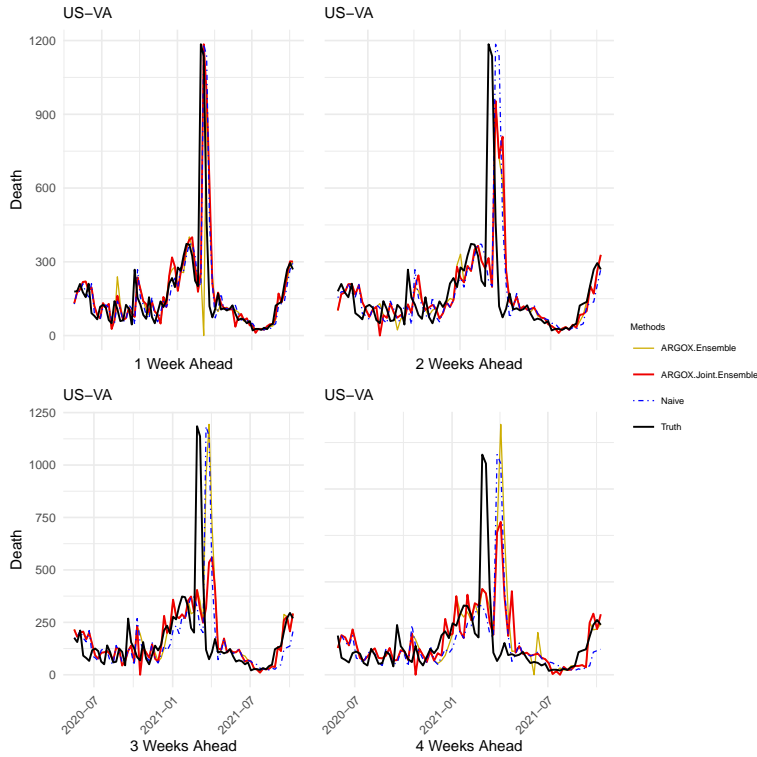 US−VA
US−VA
1200
900
600
300
0
Death
1 Week Ahead
2 Weeks Ahead
Methods
ARGOX.Ensemble
ARGOX.Joint.Ensemble
Naive
Truth
US−VA
US−VA
1250
1000
750
500
250
0
Death
2020−07
2021−01
2021−07
2020−07
2021−01
2021−07
3 Weeks Ahead
4 Weeks Ahead